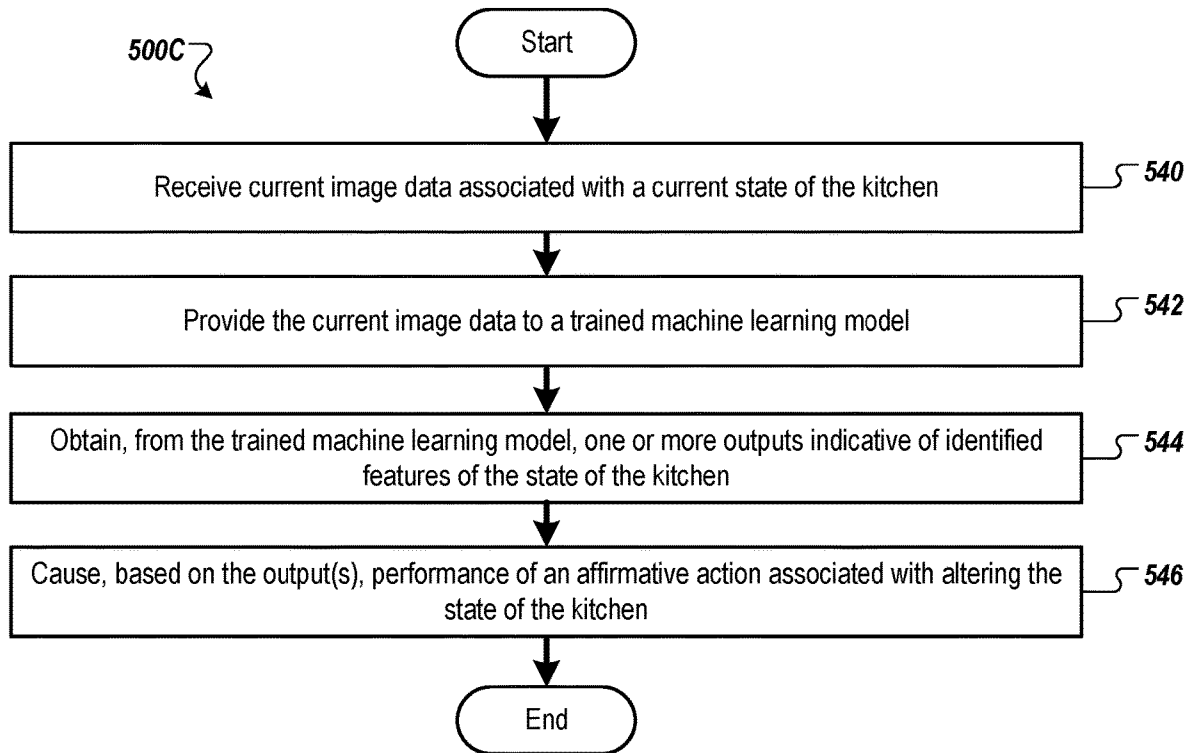 500C
Start
Receive current image data associated with a current state of the kitchen
540
Provide the current image data to a trained machine learning model
542
Obtain, from the trained machine learning model, one or more outputs indicative of identified
features of the state of the kitchen
544
Cause, based on the output(s), performance of an affirmative action associated with altering the
state of the kitchen
546
End